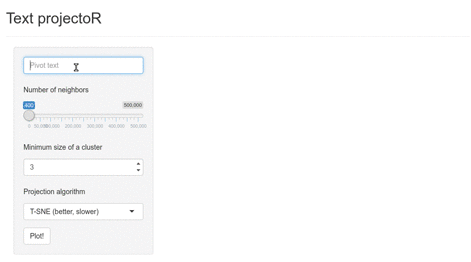 Text projectoR
Pivot text
Number of neighbors
400 500,000
0 50,000 100,000 200,000 300,000 400,000 500,000
Minimum size of a cluster
3
Projection algorithm
T-SNE (better, slower)
Plot!